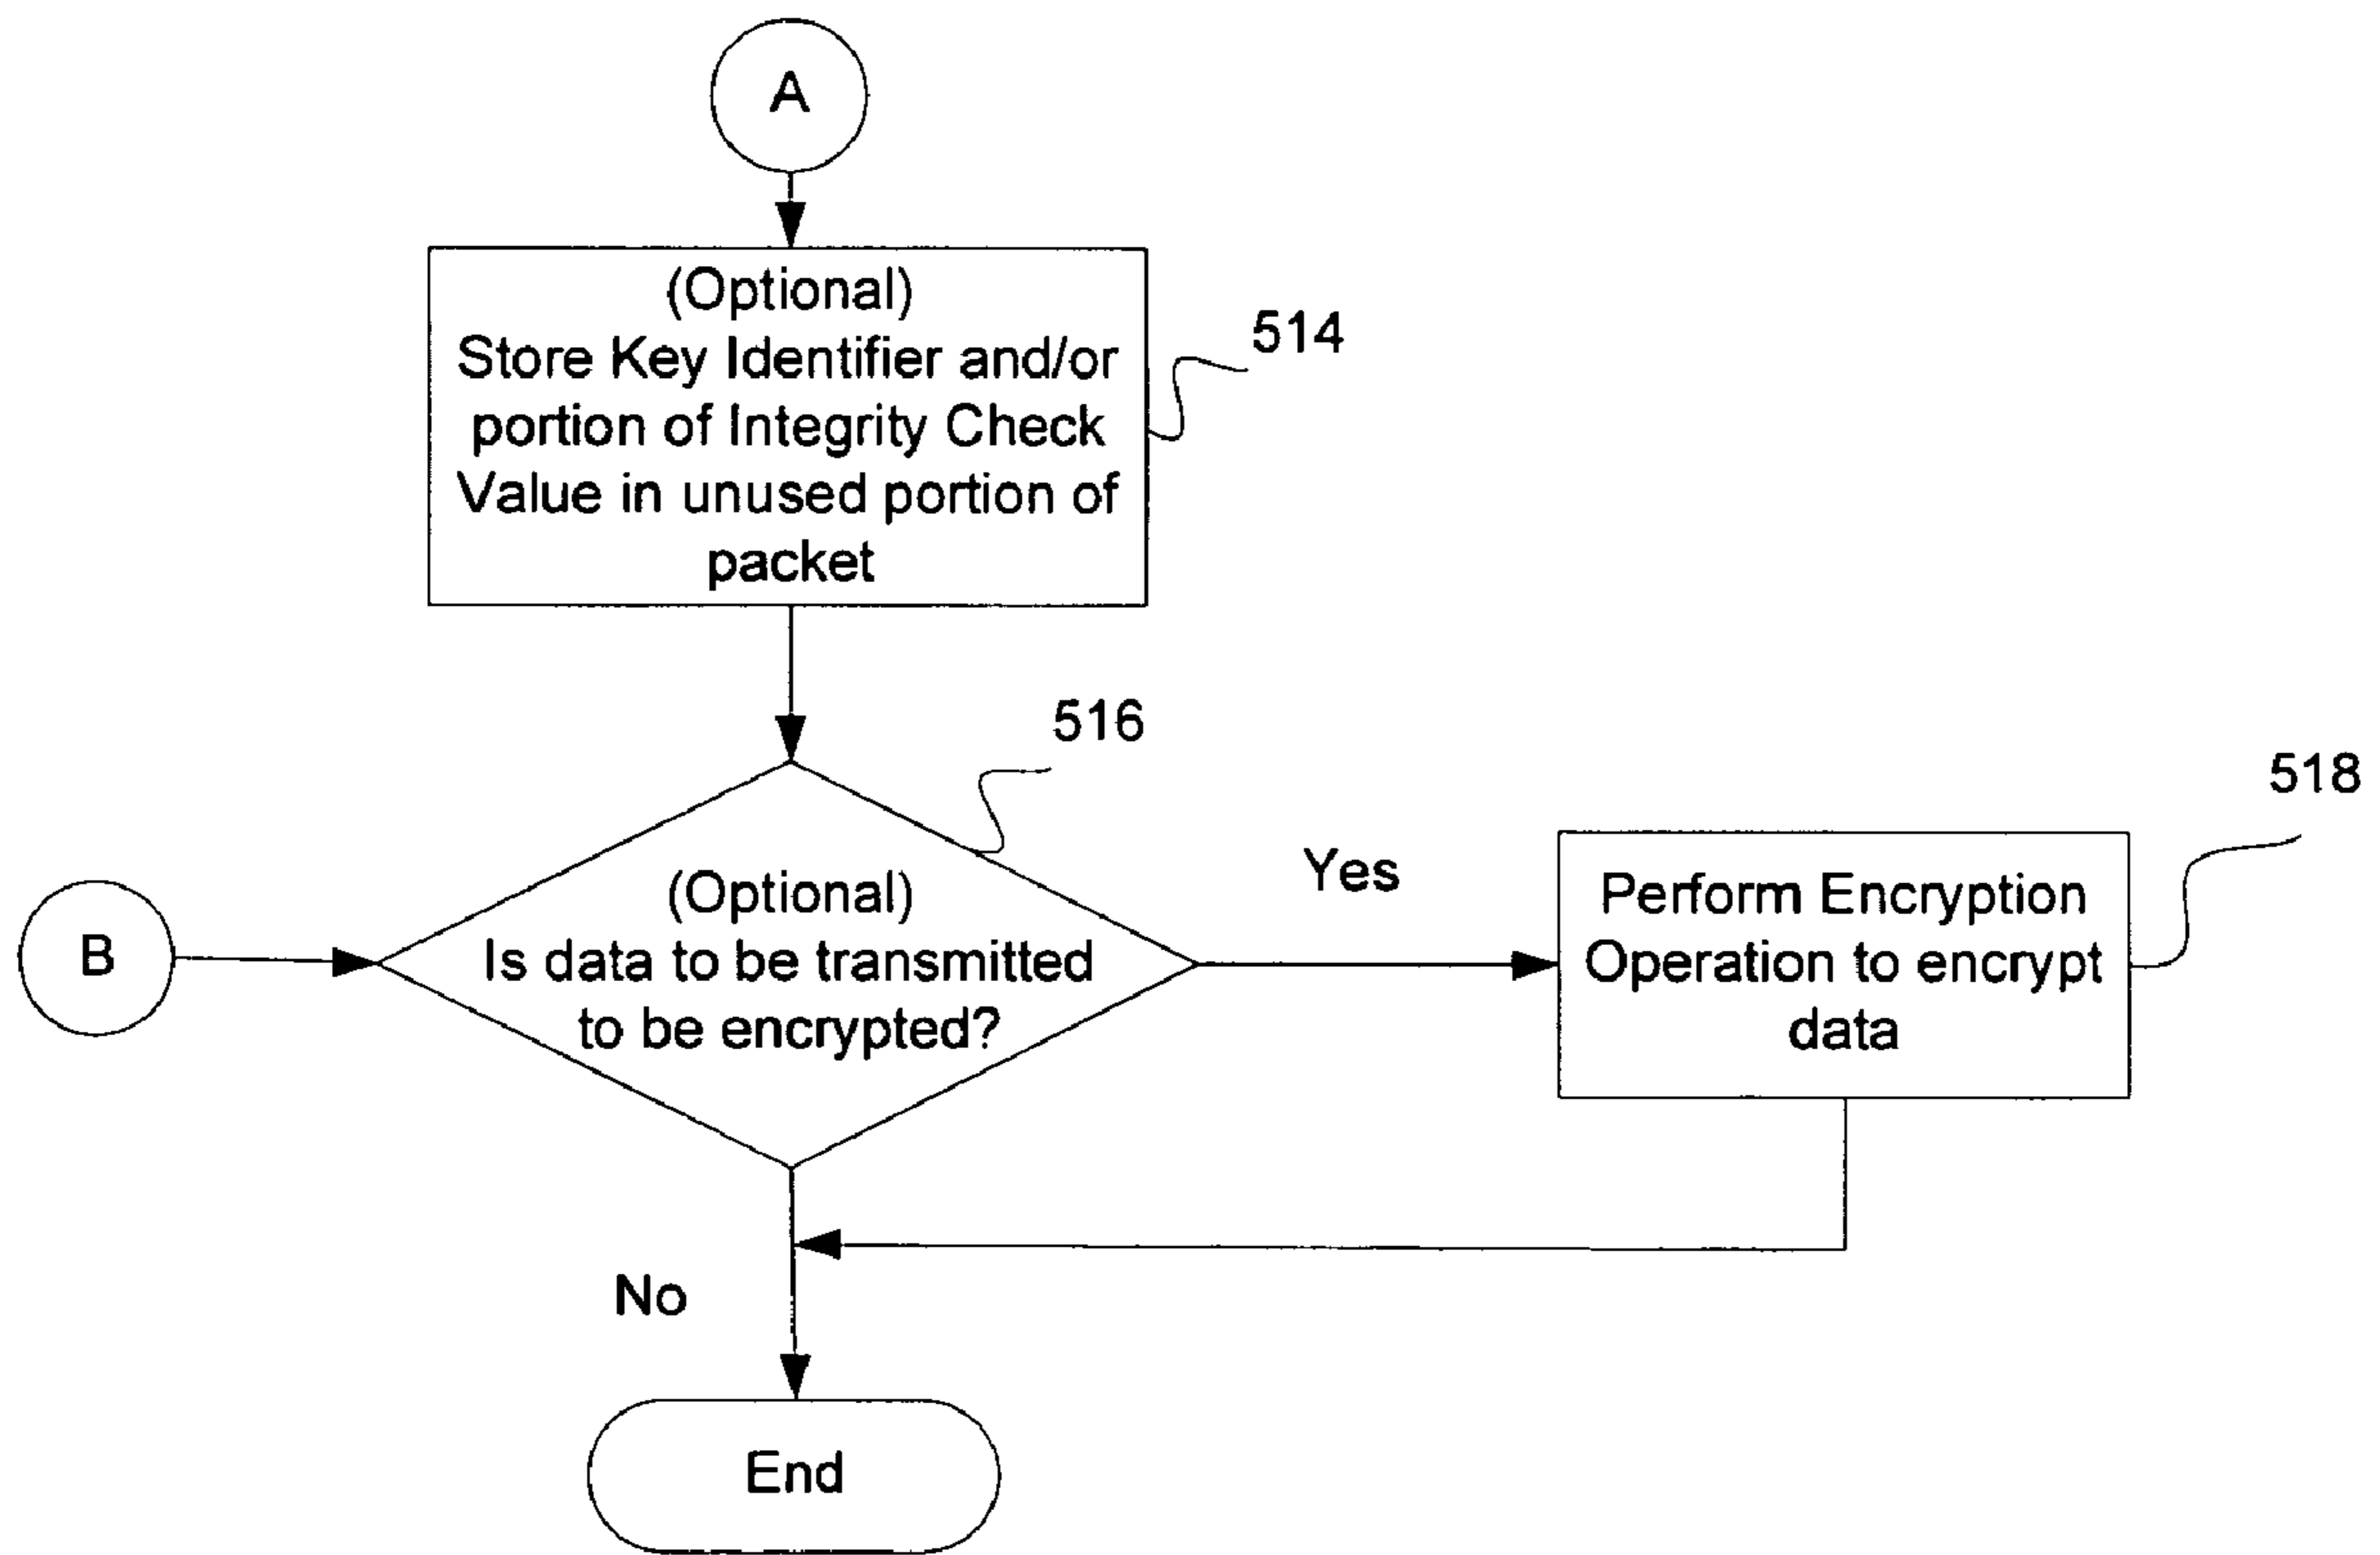 A
(Optional)
Store Key Identifier and/or
portion of Integrity Check
Value in unused portion of
packet
514
516
518
B
(Optional)
Is data to be transmitted
to be encrypted?
Yes
Perform Encryption
Operation to encrypt
data
No
End